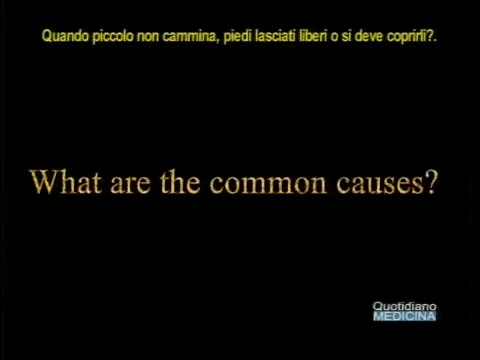 Quando piccolo non cammina, piedi lasciati liberi o si deve coprirli?.
What are the common causes?
Quotidiano
MEDICINA